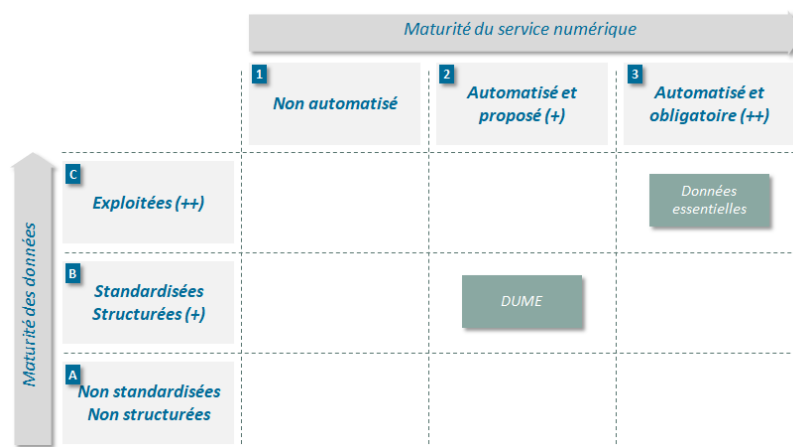 Maturité du service numérique
1
Non automatisé
2
Automatisé et
proposé (+)
3
Automatisé et
obligatoire (++)
Maturité des données
C
Exploitées (++)
Données
essentielles
B
Standardisées
Structurées (+)
DUME
A
Non standardisées
Non structurées